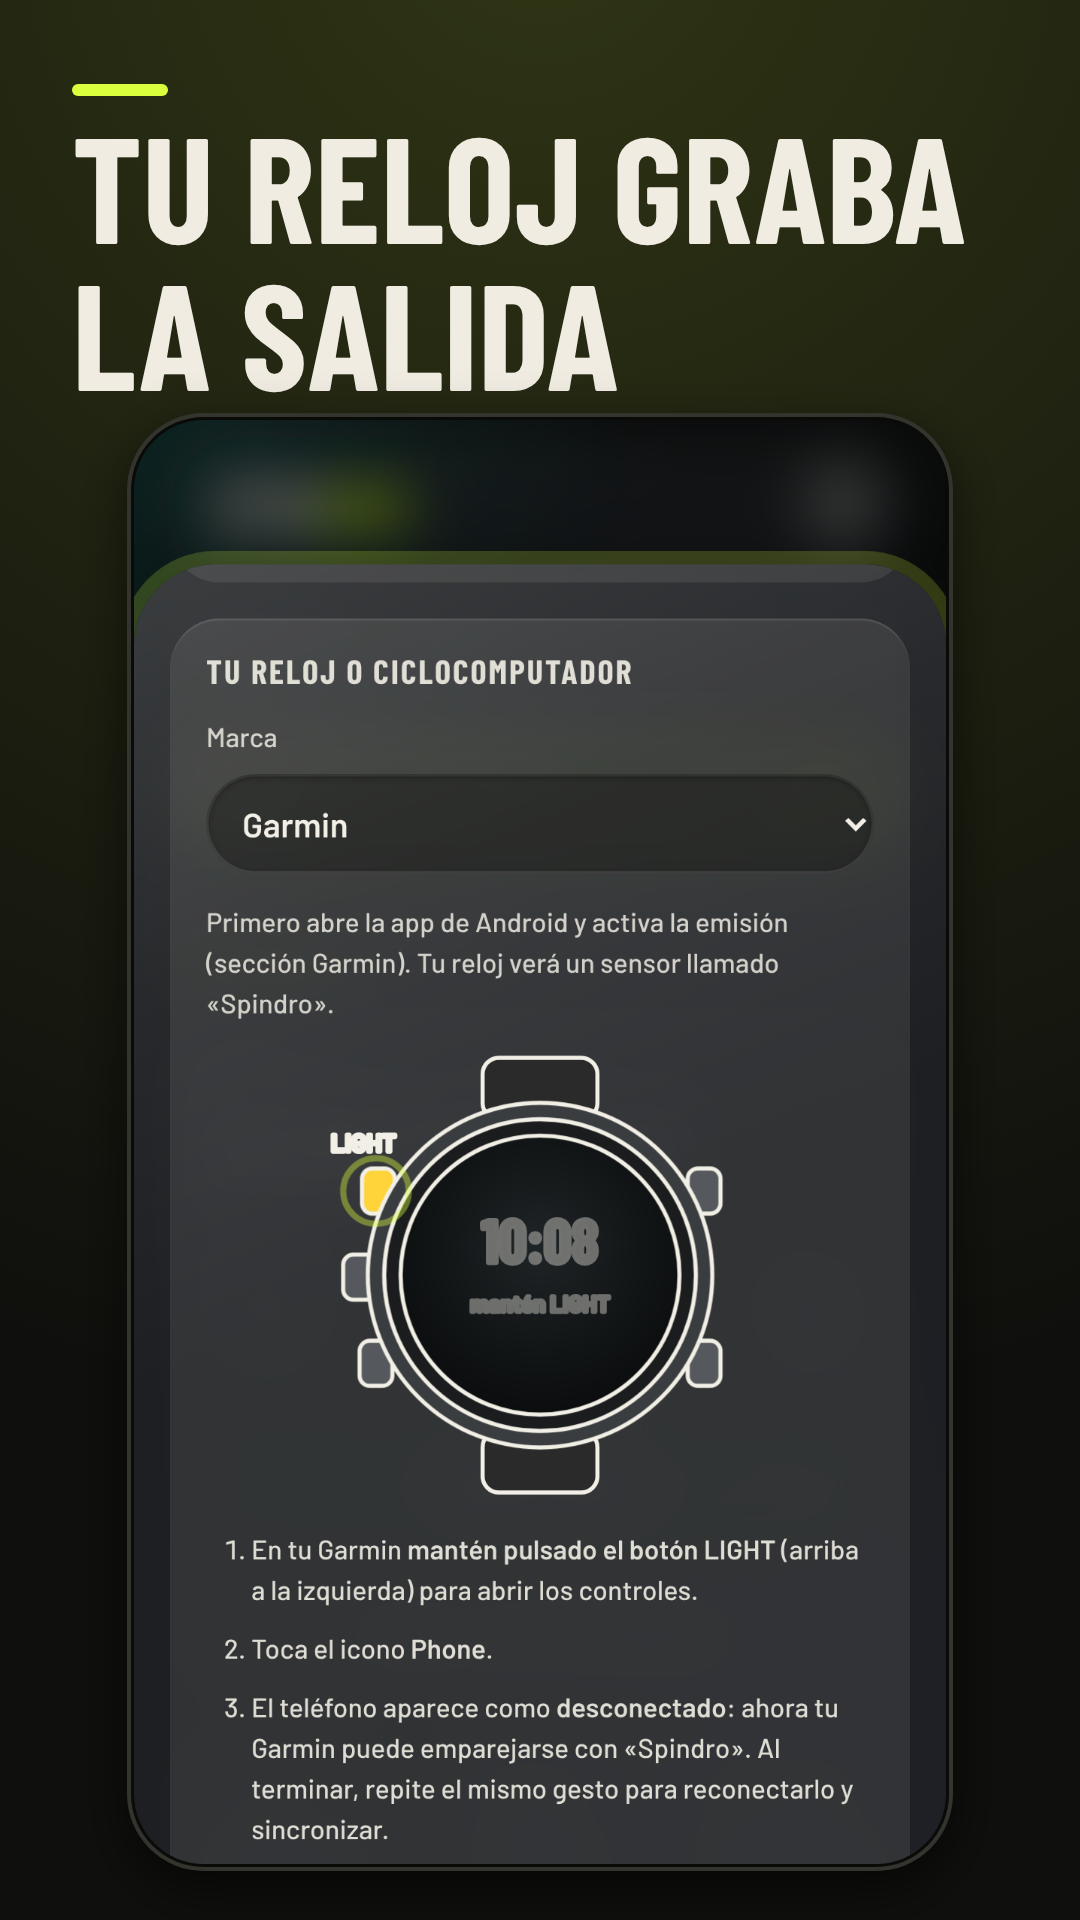 TU RELOJ GRABA
LA SALIDA
TU RELOJ O CICLOCOMPUTADOR
Marca
Garmin
Primero abre la app de Android y activa la emisión
(sección Garmin). Tu reloj verá un sensor llamado
«Spindro».
LIGHT
10:08
mantén LIGHT
1. En tu Garmin mantén pulsado el botón LIGHT (arriba
a la izquierda) para abrir los controles.
2. Toca el icono Phone.
3. El teléfono aparece como desconectado: ahora tu
Garmin puede emparejarse con «Spindro». Al
terminar, repite el mismo gesto para reconectarlo y
sincronizar.